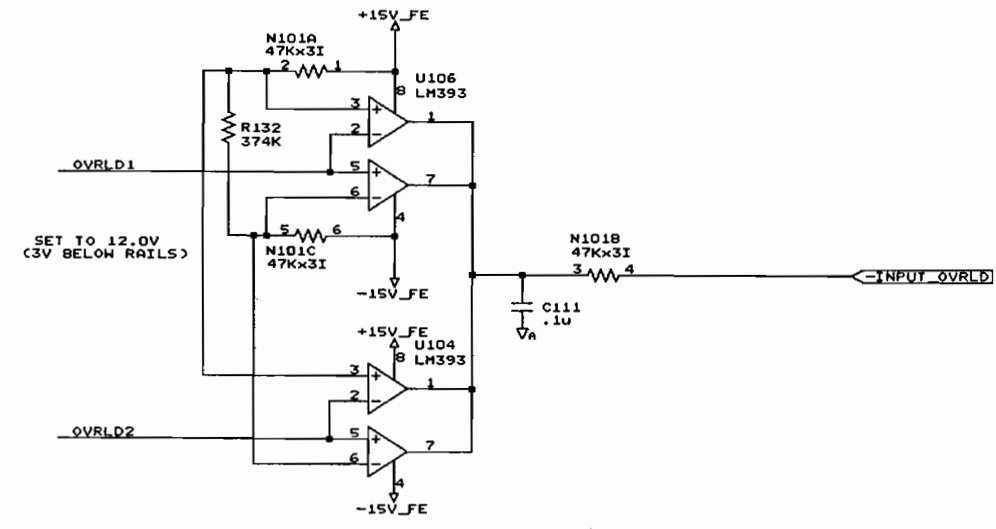 +15V_FE
N101A
47Kx3I
2 1
8
U106
LM393
3
2
1
R132
374K
OVRLD1
5
6
7
4
SET TO 12.0V
(3V BELOW RAILS)
5 6
N101C
47Kx3I
-15V_FE
N101B
47Kx3I
3 4
-INPUT_OVRLD
C111
.1u
A
+15V_FE
8
U104
LM393
3
2
1
OVRLD2
5
6
7
4
-15V_FE